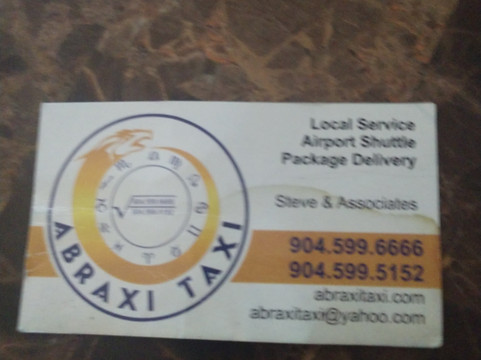 Local Service
Airport Shuttle
Package Delivery
Steve & Associates
904.599.6666
904.599.5152
abraxitaxi.com
abraxitaxi@yahoo.com
ABRAXI TAXI